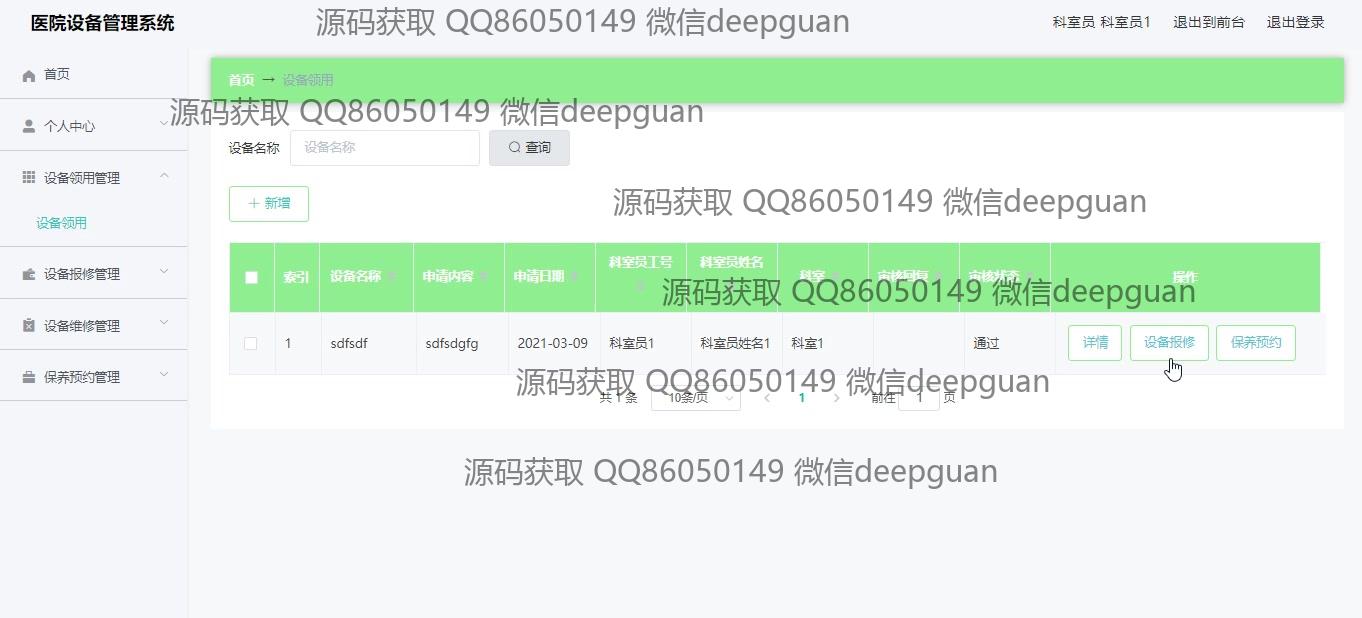 医院设备管理系统
源码获取 QQ86050149 微信deepguan
科室员 科室员1 退出到前台 退出登录
首页
个人中心
设备领用管理
设备领用
设备报修管理
设备维修管理
保养预约管理
首页 → 设备领用
源码获取 QQ86050149 微信deepguan
设备名称 设备名称 查询
+ 新增
源码获取 QQ86050149 微信deepguan
索引 设备名称 申请内容 申请日期 科室员工号 科室员姓名 科室 审核回复 审核状态 操作
源码获取 QQ86050149 微信deepguan
1 sdfsdf sdfsdgfg 2021-03-09 科室员1 科室员姓名1 科室1 通过 详情 设备报修 保养预约
源码获取 QQ86050149 微信deepguan
共 1 条 10条/页 < 1 > 前往 1 页
源码获取 QQ86050149 微信deepguan